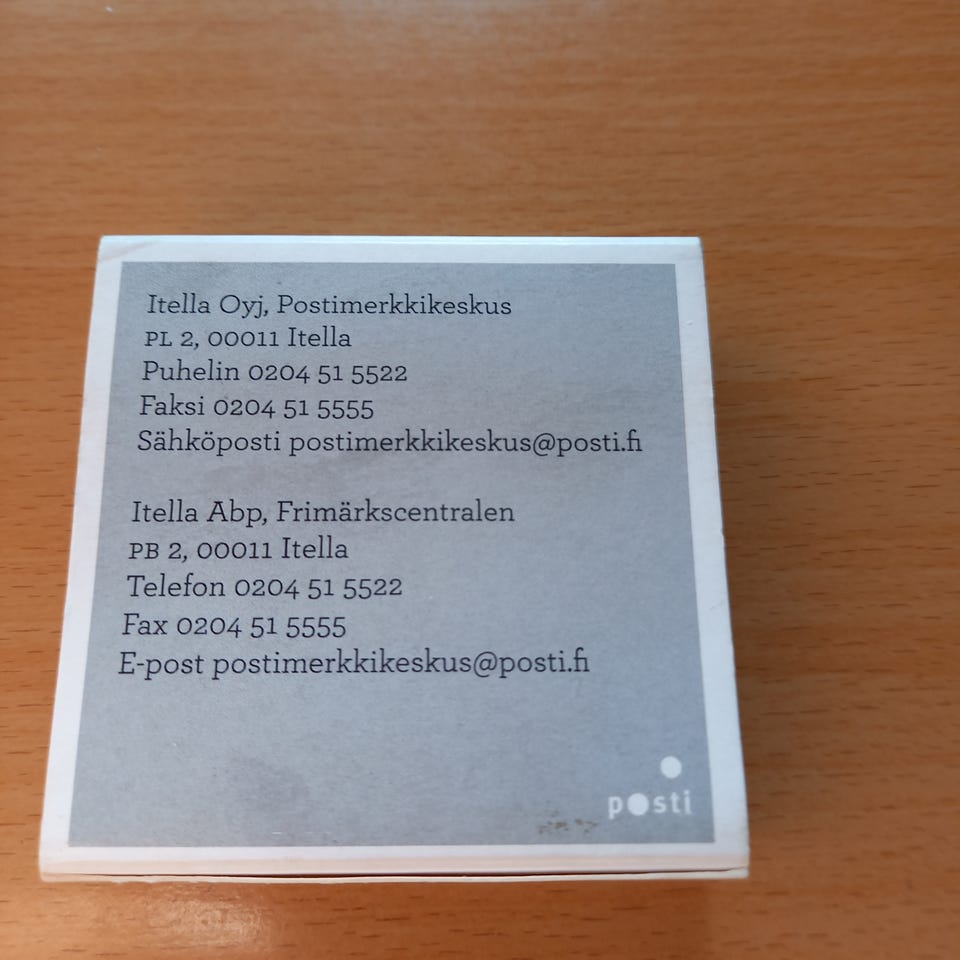 Itella Oyj, Postimerkkikeskus
PL 2, 00011 Itella
Puhelin 0204 51 5522
Faksi 0204 51 5555
Sähköposti postimerkkikeskus@posti.fi
Itella Abp, Frimärkscentralen
PB 2, 00011 Itella
Telefon 0204 51 5522
Fax 0204 51 5555
E-post postimerkkikeskus@posti.fi
posti